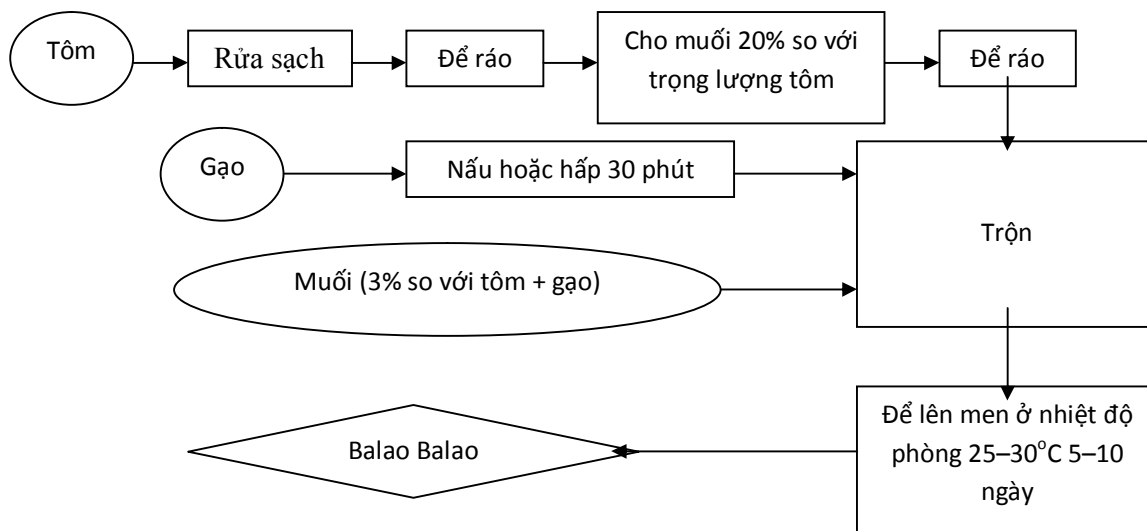 Tôm
Rửa sạch
Để ráo
Cho muối 20% so với
trọng lượng tôm
Để ráo
Gạo
Nấu hoặc hấp 30 phút
Trộn
Muối (3% so với tôm + gạo)
Để lên men ở nhiệt độ
phòng 25–30°C 5–10
ngày
Balao Balao